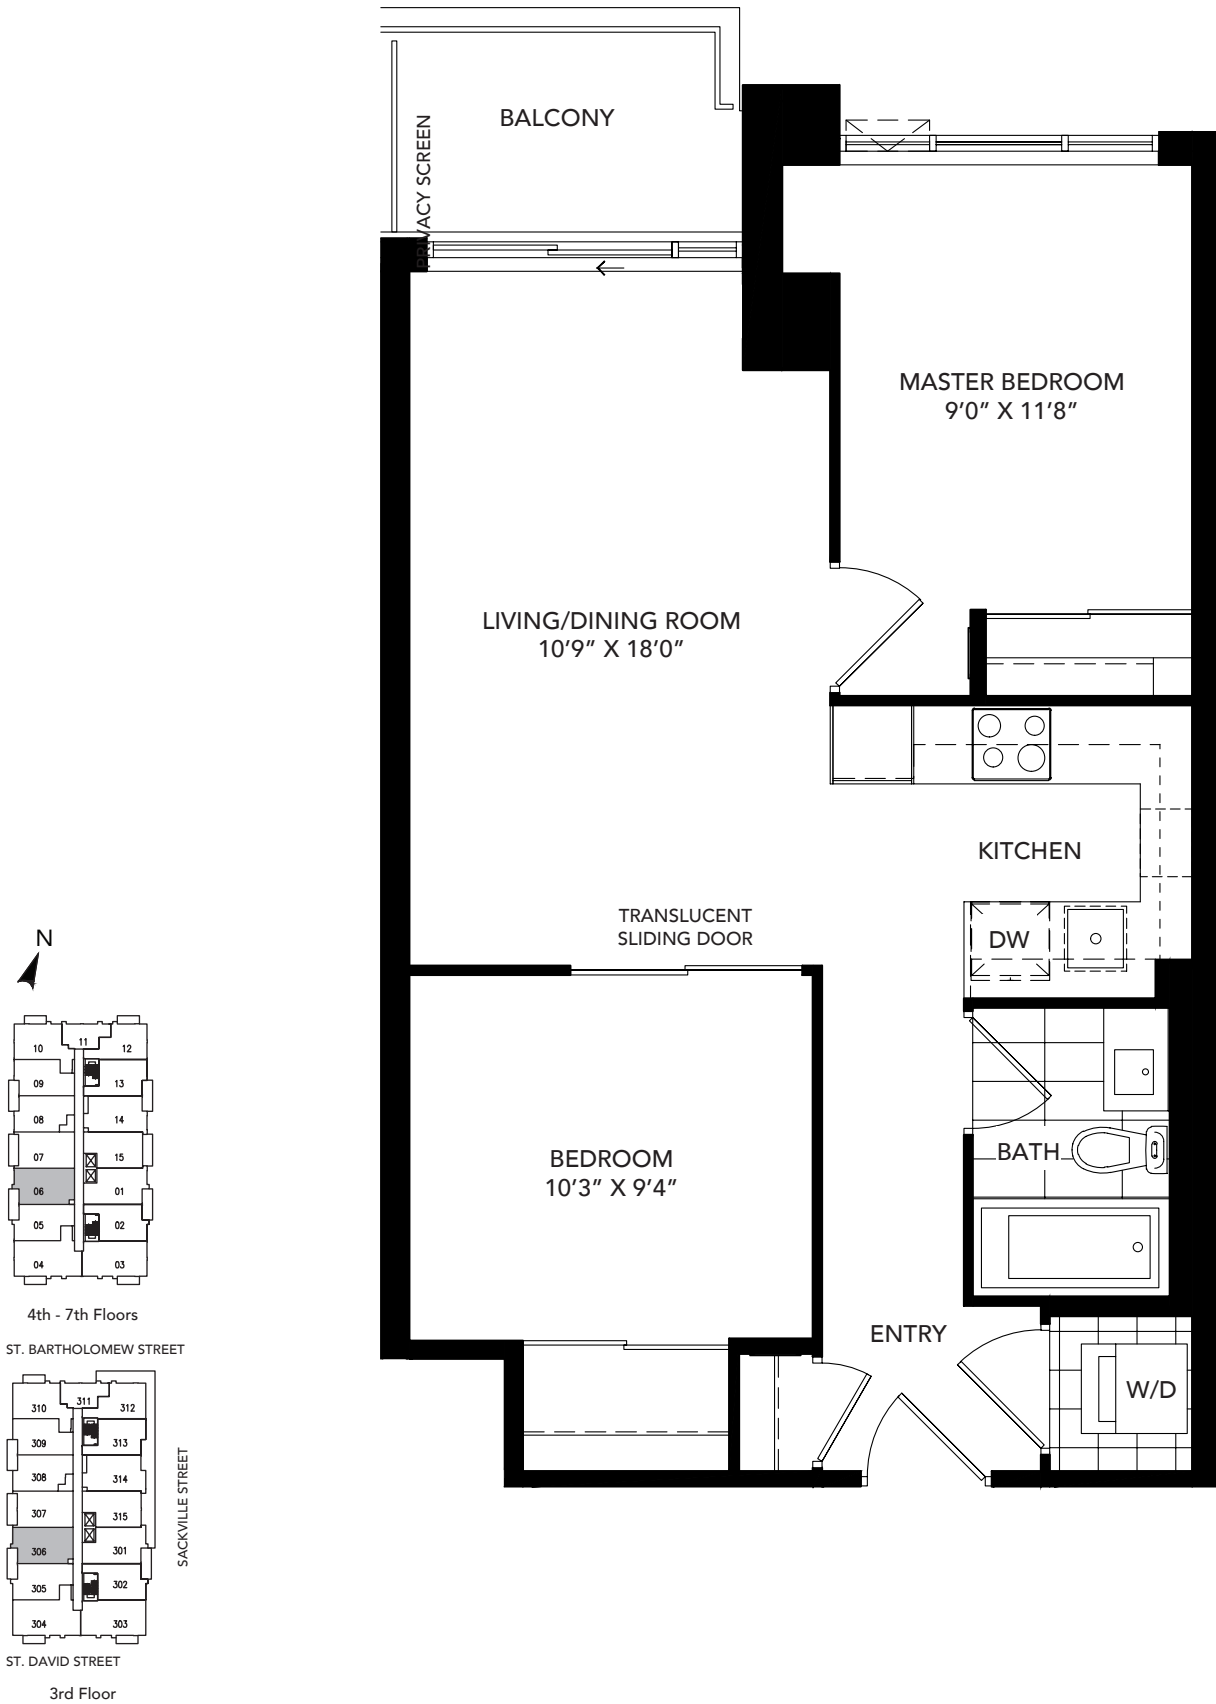 BALCONY
PRIVACY SCREEN
MASTER BEDROOM
9'0” X 11'8”
LIVING/DINING ROOM
10'9” X 18'0”
KITCHEN
TRANSLUCENT
SLIDING DOOR
DW
BATH
BEDROOM
10'3” X 9'4”
ENTRY
W/D
N
11
10 12
09 13
08 14
07 15
06 01
05 02
04 03
4th - 7th Floors
ST. BARTHOLOMEW STREET
311
310 312
309 313
308 314
307 315
306 301
305 302
304 303
SACKVILLE STREET
ST. DAVID STREET
3rd Floor